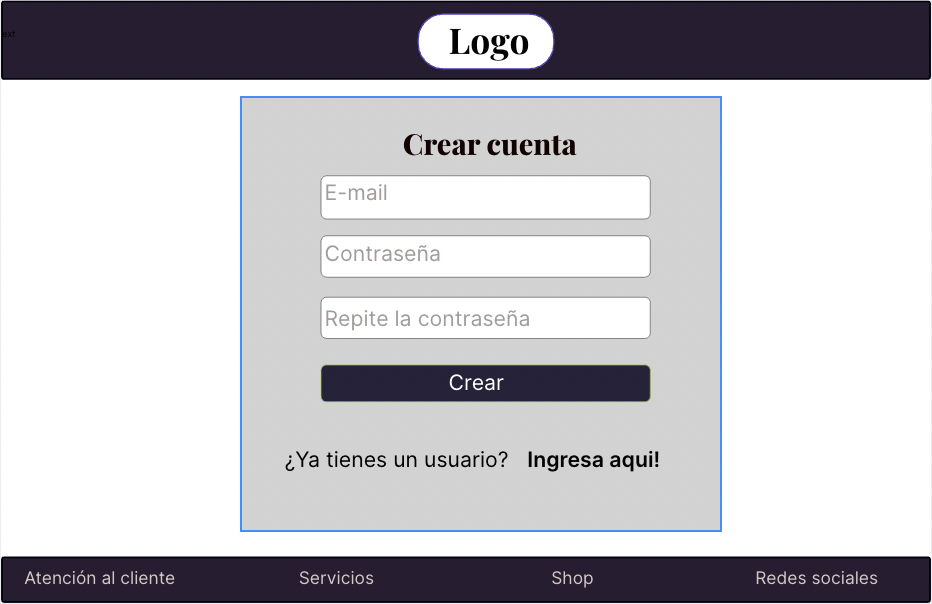 Logo
ext
Crear cuenta
E-mail
Contraseña
Repite la contraseña
Crear
¿Ya tienes un usuario? Ingresa aqui!
Atención al cliente Servicios Shop Redes sociales